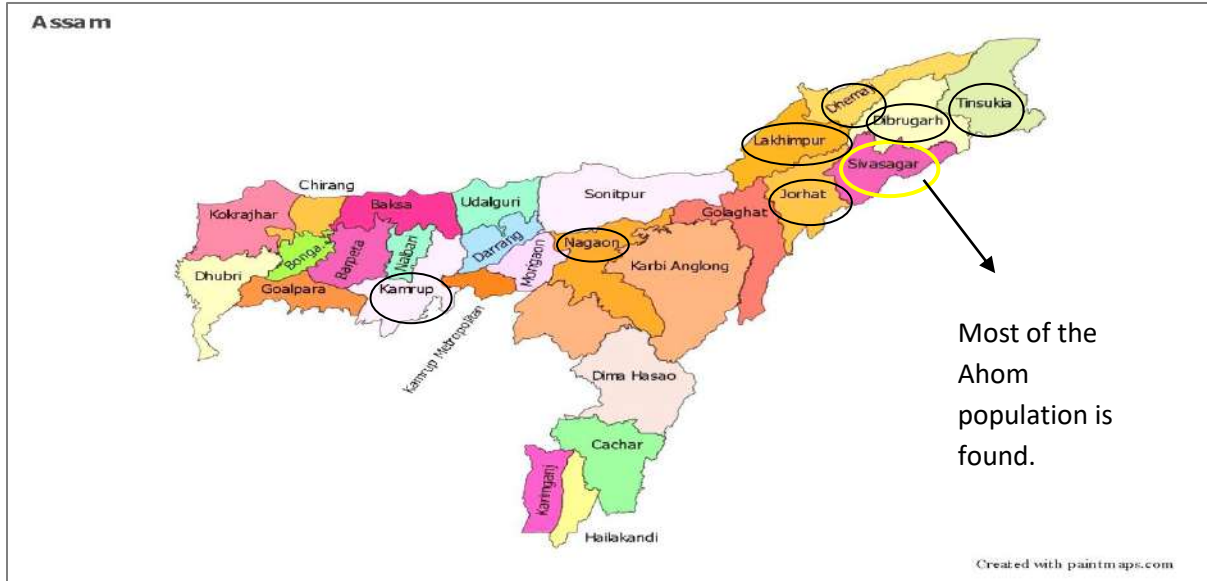 Assam
Dhemaji
Tinsukia
Dibrugarh
Lakhimpur
Sivasagar
Chirang
Sonitpur
Jorhat
Kokrajhar
Baksa
Udalguri
Golaghat
Nagaon
Darrang
Bonga.
Barpeta
Nalbari
Morigaon
Karbi Anglong
Dhubri
Goalpara
Kamrup
Kamrup Metropolitan
Most of the
Ahom
population is
found.
Dima Hasao
Cachar
Karimganj
Hailakandi
Created with paintmaps.com